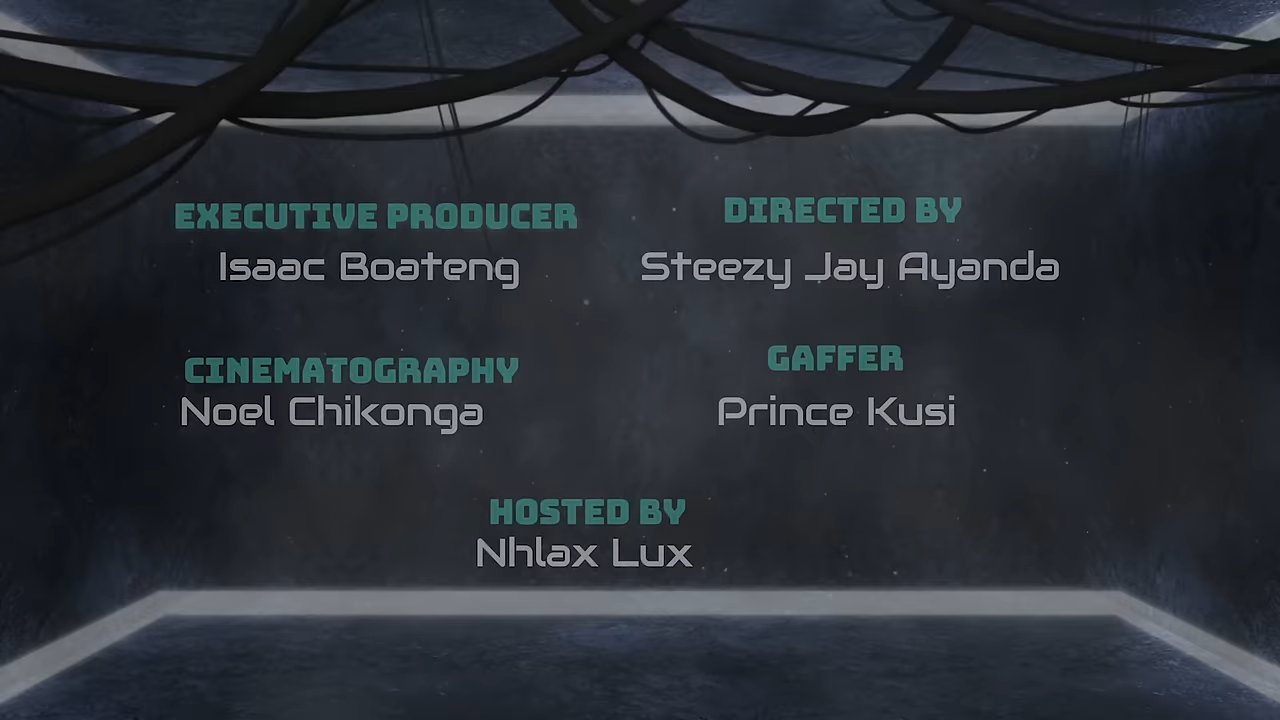 EXECUTIVE PRODUCER
Isaac Boateng
DIRECTED BY
Steezy Jay Ayanda
CINEMATOGRAPHY
Noel Chikonga
GAFFER
Prince Kusi
HOSTED BY
Nhlax Lux